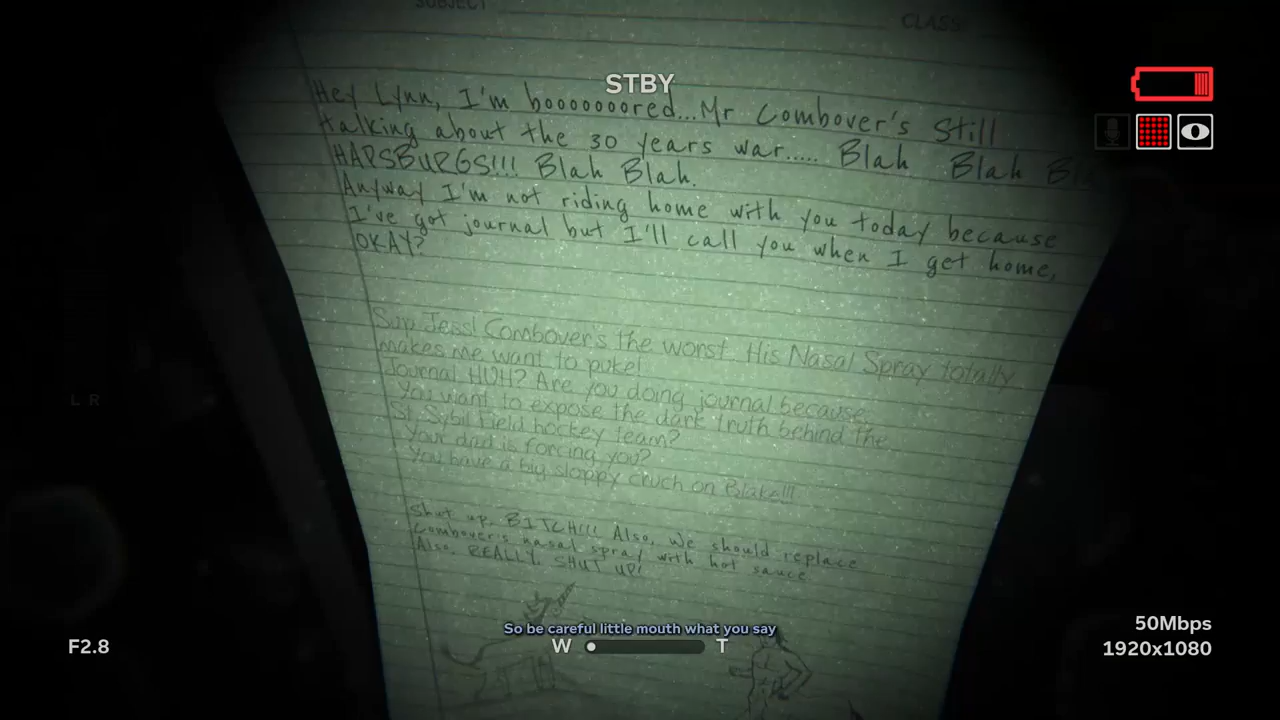 SUBJECT
CLASS
STBY
Hey Lynn, I'm booooooored...Mr Combover's Still
talking about the 30 years war..... Blah Blah
HAPSBURGS!!! Blah Blah.
Anyway I'm not riding home with you today because
I've got journal but I'll call you when I get home,
OKAY?
Sup Jess! Combover's the worst. His Nasal Spray totally
makes me want to puke!
Journal HUH? Are you doing journal because
You want to expose the dark truth behind the
St. Sybil Field hockey team?
Your dad is forcing you?
You have a big sloppy cruch on Blake!!!
Shut up, BITCH!!! Also, we should replace
Combover's nasal spray with hot sauce
Also, REALLY, SHUT UP!
So be careful little mouth what you say
L R
F2.8
W T
50Mbps
1920x1080